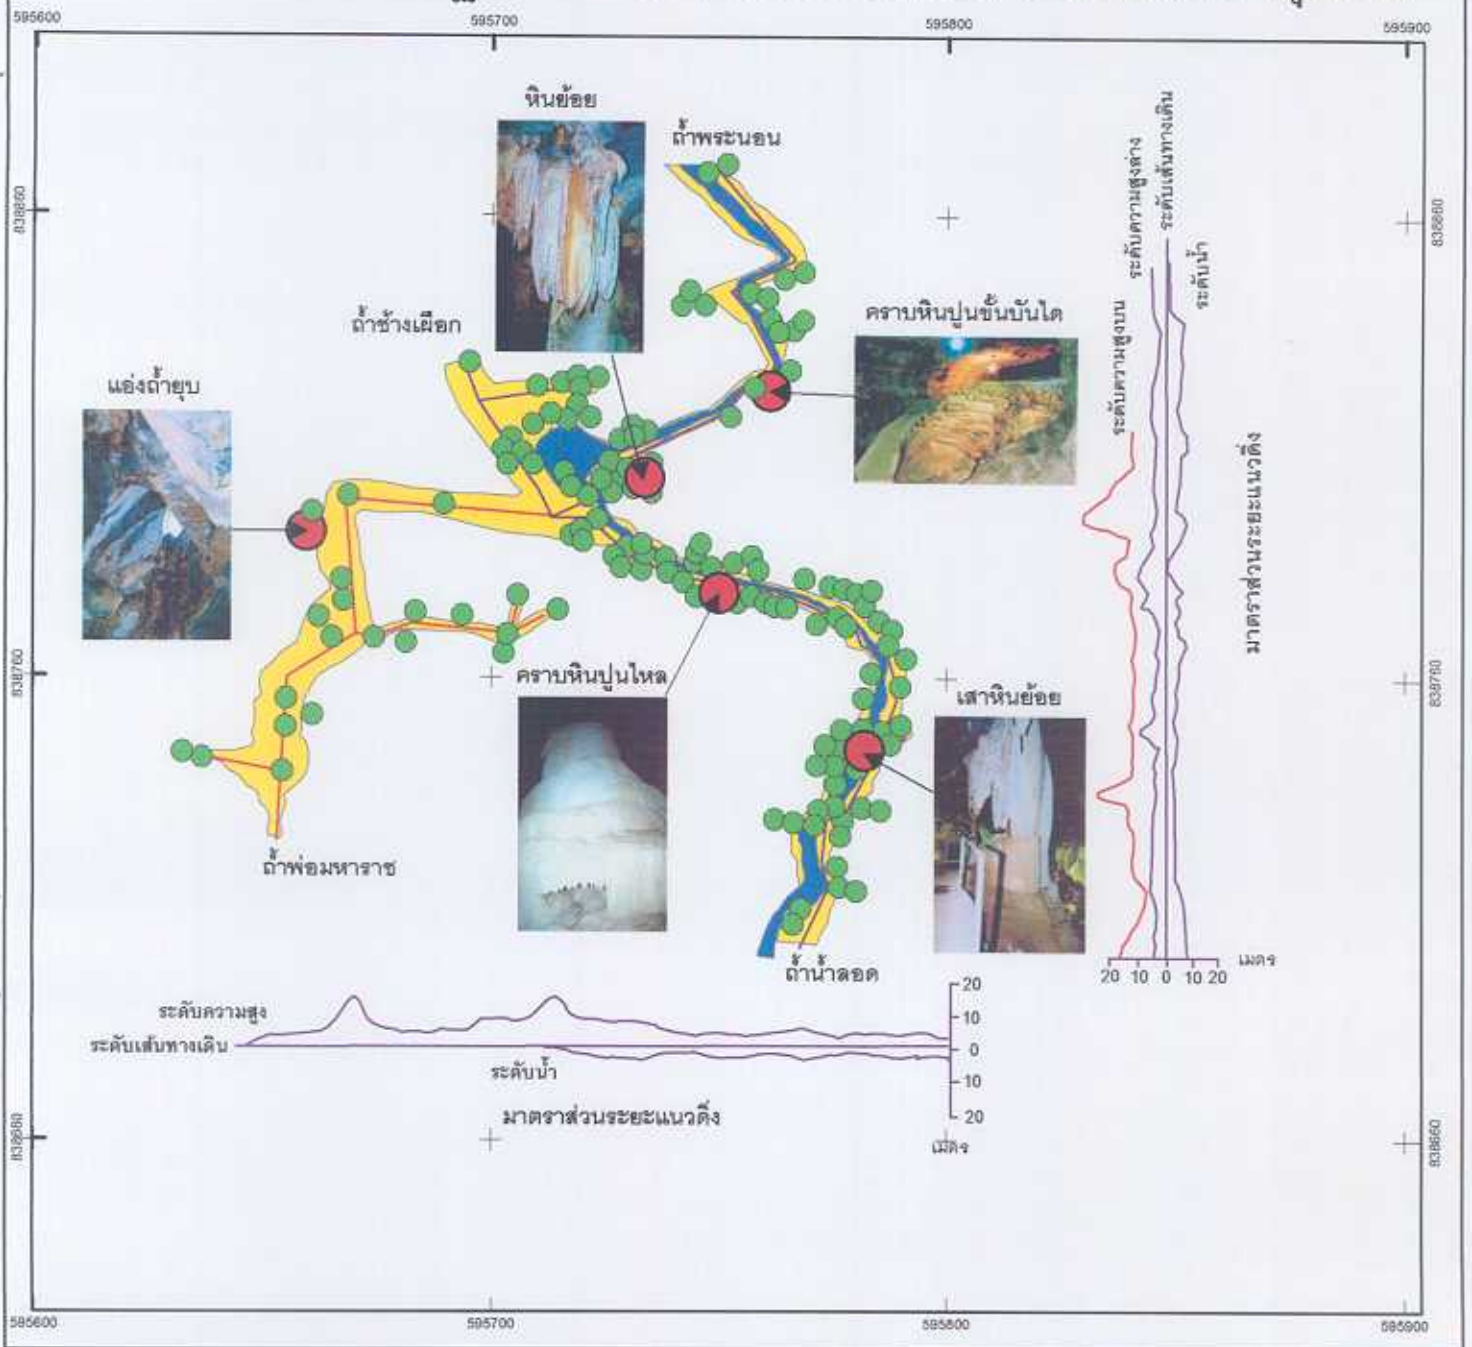 595600
595700
595800
595900
หินย้อย
ถ้ำพระนอน
838860
838860
ถ้ำช้างเผือก
คราบหินปูนขั้นบันได
แอ่งถ้ำยุบ
ระดับความสูงล่าง
ระดับเส้นทางเดิน
ระดับน้ำ
ระดับความสูงบน
มาตราส่วนระยะแนวดิ่ง
838760
838760
คราบหินปูนไหล
เสาหินย้อย
ถ้ำพ่อมหาราช
ถ้ำน้ำลอด
20 10 0 10 20
เมตร
ระดับความสูง
ระดับเส้นทางเดิน
ระดับน้ำ
20
10
0
10
20
มาตราส่วนระยะแนวดิ่ง
เมตร
838660
838660
595600
595700
595800
595900